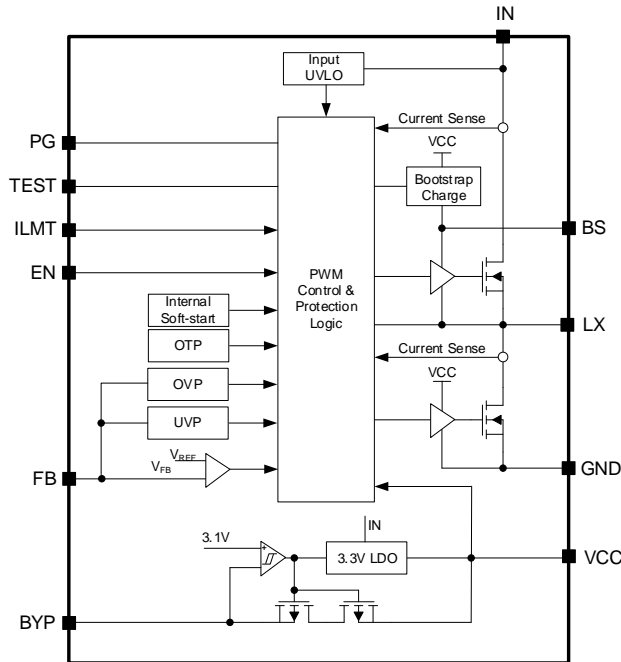 IN
Input
UVLO
Current Sense
VCC
PG
TEST
Bootstrap
Charge
ILMT
BS
EN
PWM
Control &
Protection
Logic
Internal
Soft-start
LX
OTP
Current Sense
OVP
VCC
UVP
VREF
VFB
FB
GND
IN
3.1V
+
-
3.3V LDO
VCC
BYP